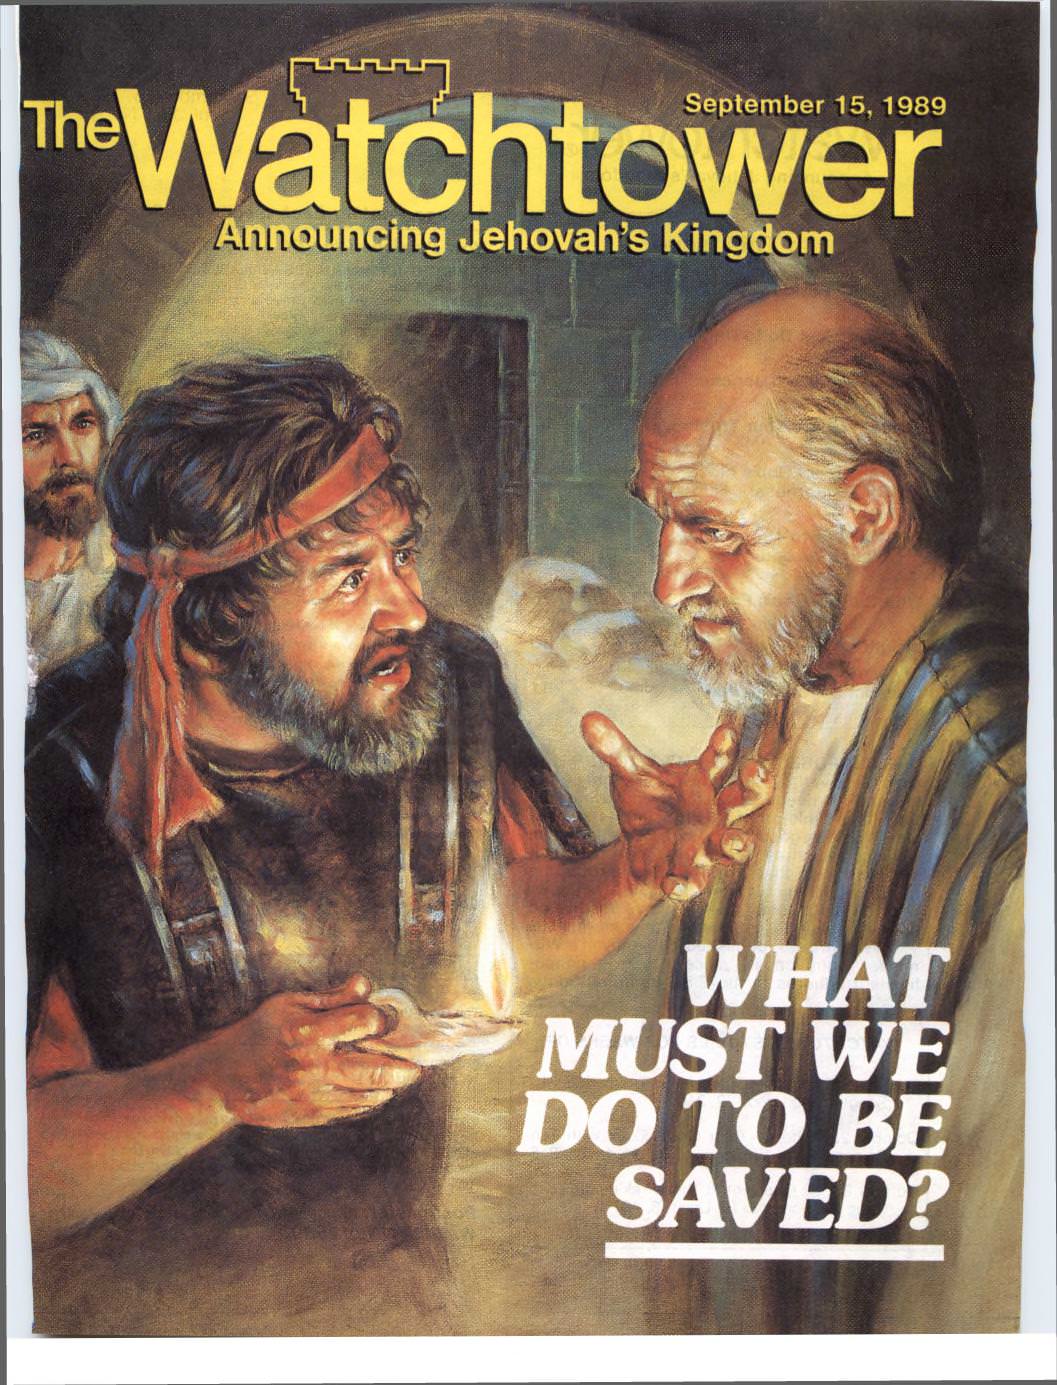 September 15, 1989
The Watchtower
Announcing Jehovah's Kingdom
WHAT
MUST WE
DO TO BE
SAVED?